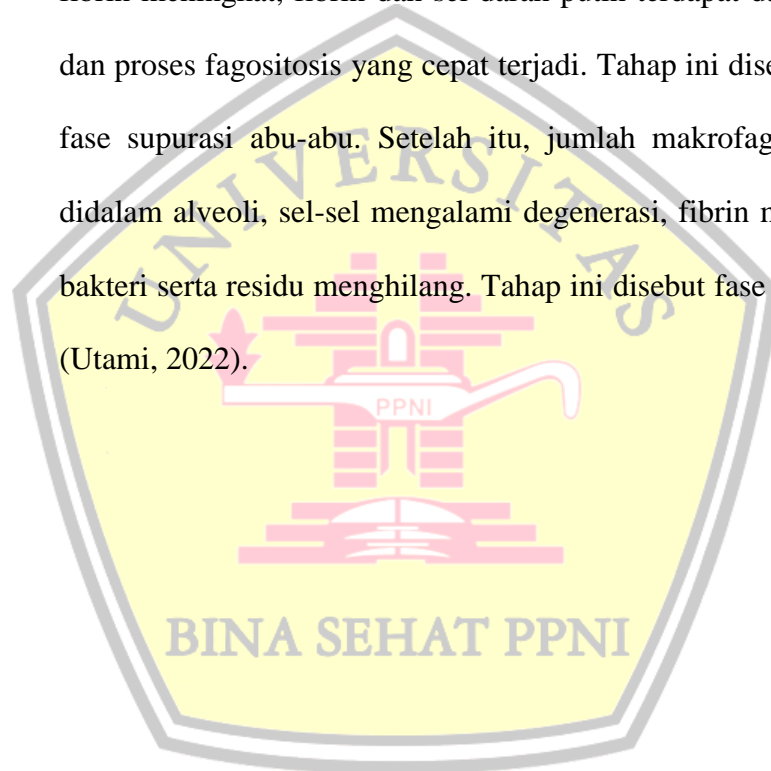 fibrin meningkat, fibrin dan sel darah putih terdapat
dan proses fagositosis yang cepat terjadi. Tahap ini dise
fase supurasi abu-abu. Setelah itu, jumlah makrofag
didalam alveoli, sel-sel mengalami degenerasi, fibrin m
bakteri serta residu menghilang. Tahap ini disebut fase
(Utami, 2022).
UNIVERSITAS
PPNI
BINA SEHAT PPNI